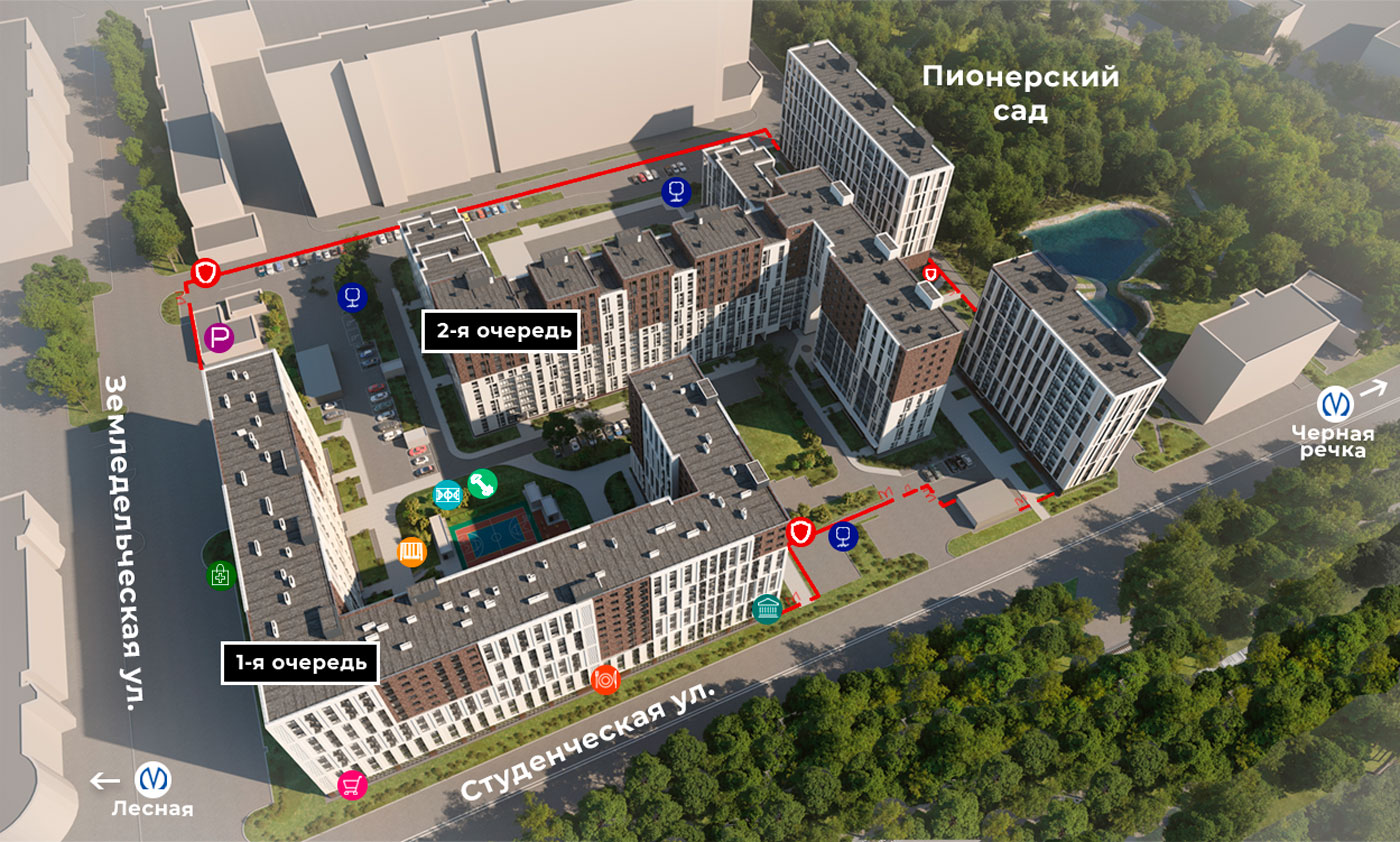 Пионерский
сад
2-я очередь
P
Черная
речка
Земледельческая ул.
1-я очередь
Студенческая ул.
Лесная